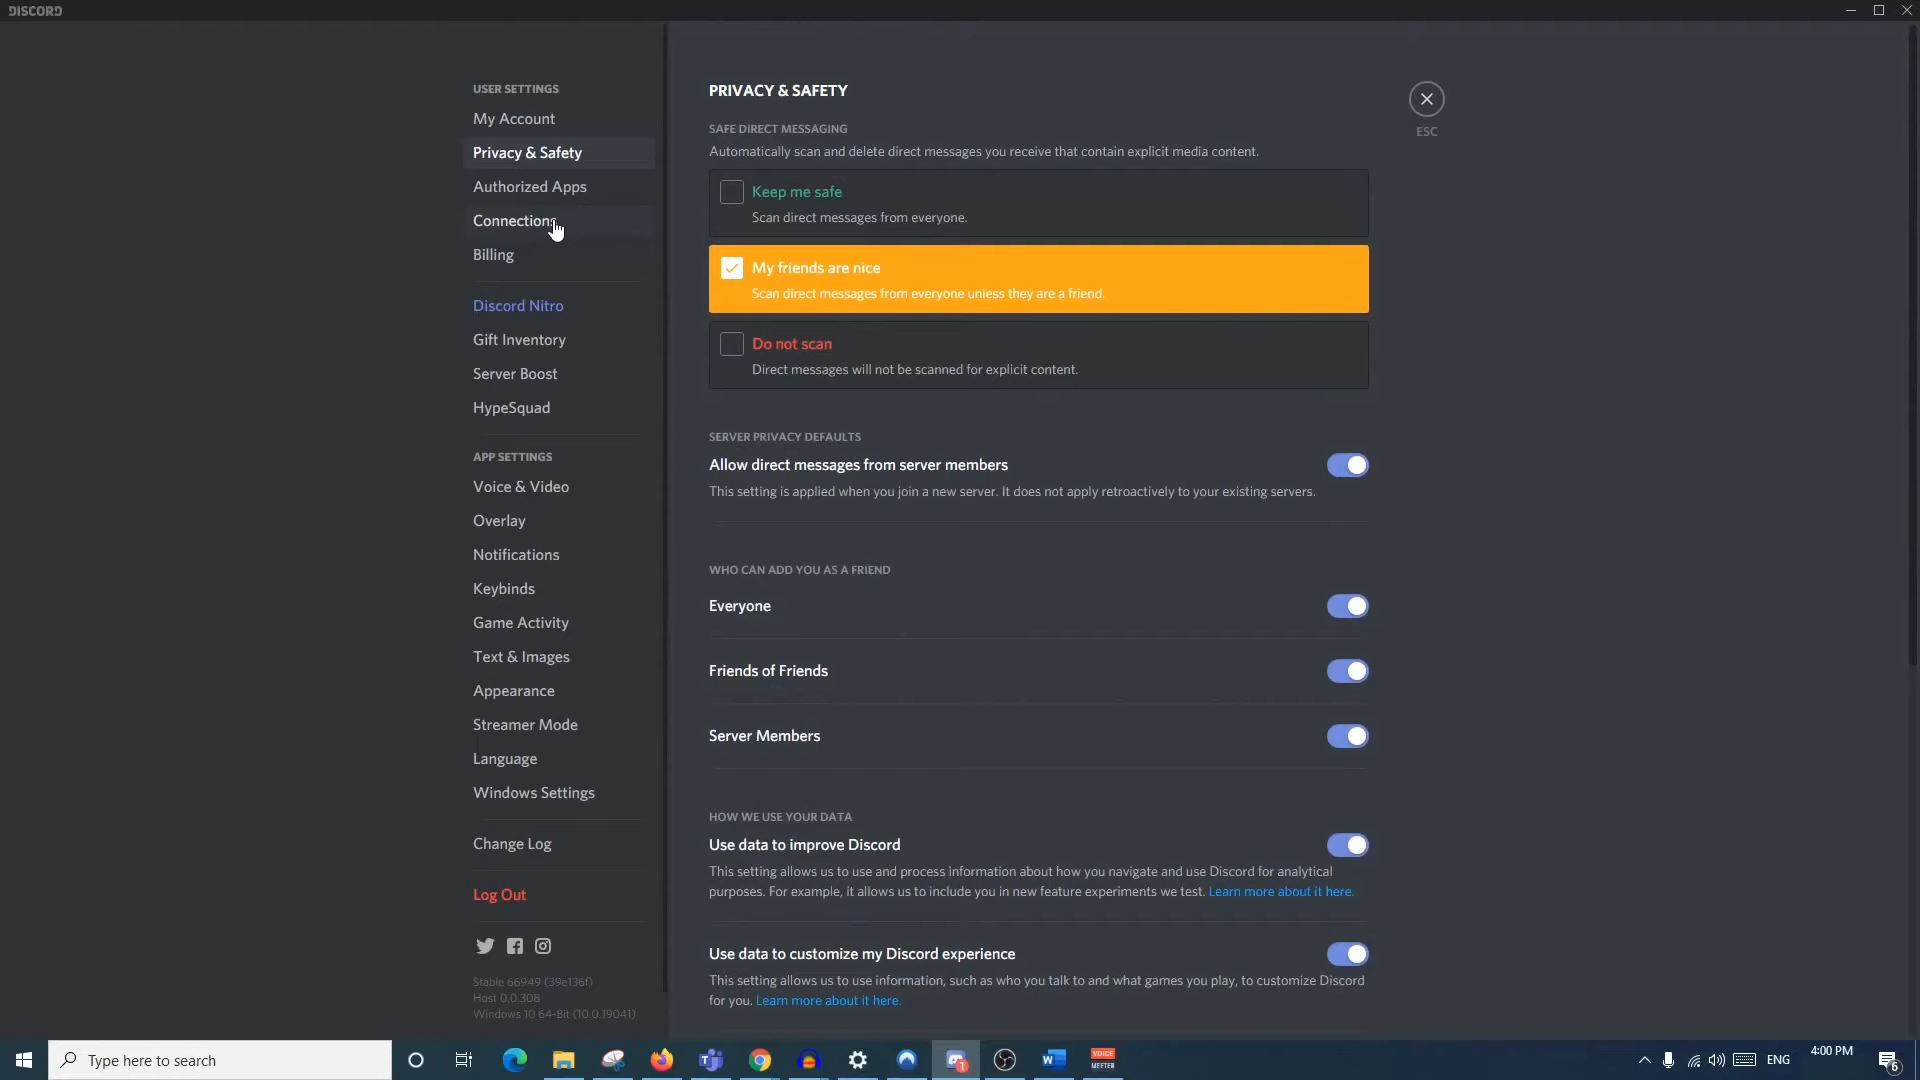 DISCORD
USER SETTINGS
My Account
Privacy & Safety
Authorized Apps
Connections
Billing
Discord Nitro
Gift Inventory
Server Boost
HypeSquad
APP SETTINGS
Voice & Video
Overlay
Notifications
Keybinds
Game Activity
Text & Images
Appearance
Streamer Mode
Language
Windows Settings
Change Log
Log Out
Stable 66949 (39e136f)
Host 0.0.308
Windows 10 64-Bit (10.0.19041)
PRIVACY & SAFETY
ESC
SAFE DIRECT MESSAGING
Automatically scan and delete direct messages you receive that contain explicit media content.
Keep me safe
Scan direct messages from everyone.
My friends are nice
Scan direct messages from everyone unless they are a friend.
Do not scan
Direct messages will not be scanned for explicit content.
SERVER PRIVACY DEFAULTS
Allow direct messages from server members
This setting is applied when you join a new server. It does not apply retroactively to your existing servers.
WHO CAN ADD YOU AS A FRIEND
Everyone
Friends of Friends
Server Members
HOW WE USE YOUR DATA
Use data to improve Discord
This setting allows us to use and process information about how you navigate and use Discord for analytical
purposes. For example, it allows us to include you in new feature experiments we test. Learn more about it here.
Use data to customize my Discord experience
This setting allows us to use information, such as who you talk to and what games you play, to customize Discord
for you. Learn more about it here.
Type here to search
1
VOICE
MEETER
ENG
4:00 PM
6